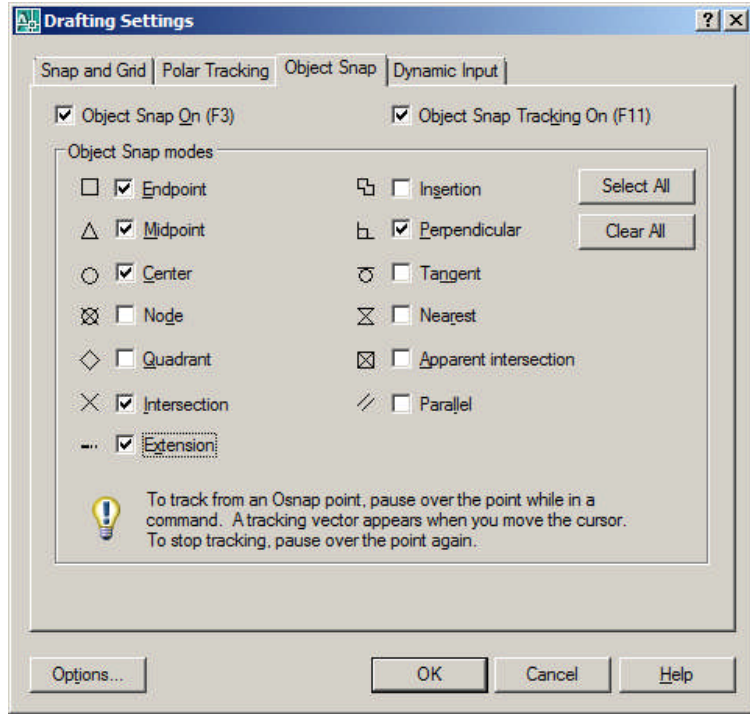 Drafting Settings
Snap and Grid Polar Tracking Object Snap Dynamic Input
Object Snap On (F3) Object Snap Tracking On (F11)
Object Snap modes
Endpoint Insertion Select All
Midpoint Perpendicular Clear All
Center Tangent
Node Nearest
Quadrant Apparent intersection
Intersection Parallel
Extension
To track from an Osnap point, pause over the point while in a
command. A tracking vector appears when you move the cursor.
To stop tracking, pause over the point again.
Options... OK Cancel Help